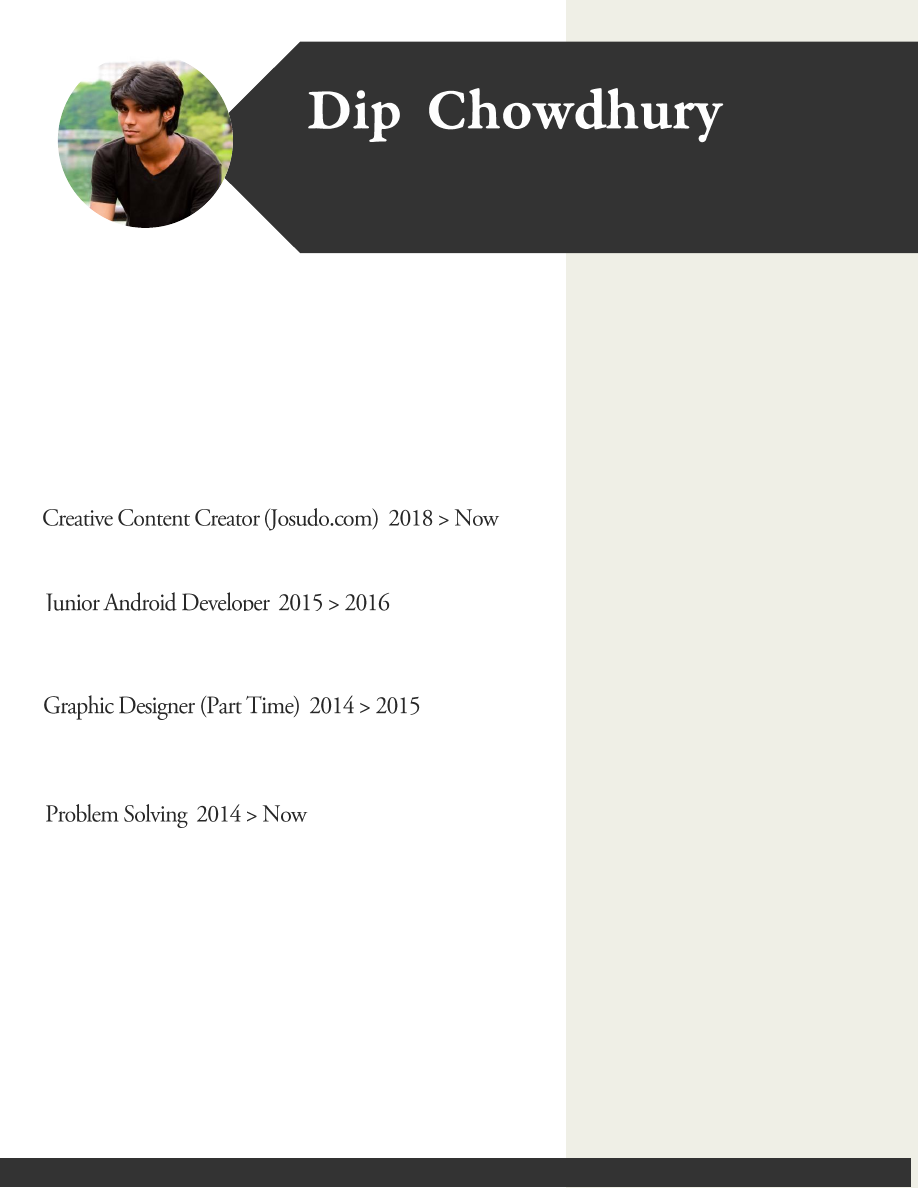 Dip Chowdhury
Creative Content Creator (Josudo.com) 2018 > Now
Junior Android Developer 2015 > 2016
Graphic Designer (Part Time) 2014 > 2015
Problem Solving 2014 > Now